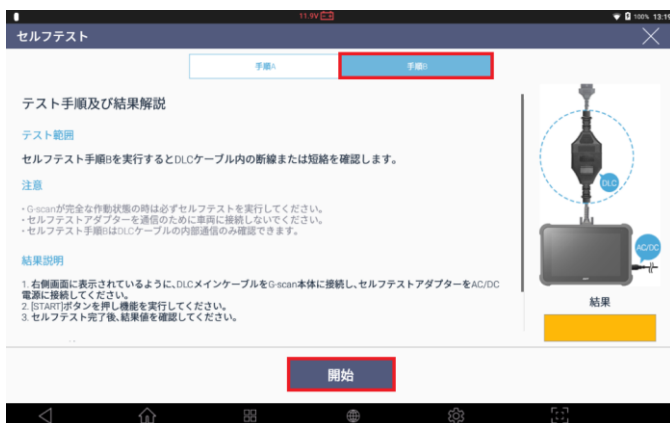 11.9V
100% 13:19
セルフテスト
手順A
手順B
テスト手順及び結果解説
テスト範囲
セルフテスト手順Bを実行するとDLCケーブル内の断線または短絡を確認します。
注意
• G-scanが完全な作動状態の時は必ずセルフテストを実行してください。
• セルフテストアダプターを通信のために車両に接続しないでください。
• セルフテスト手順BはDLCケーブルの内部通信のみ確認できます。
結果説明
1. 右側画面に表示されているように、DLCメインケーブルをG-scan本体に接続し、セルフテストアダプターをAC/DC
電源に接続してください。
2. [START]ボタンを押し機能を実行してください。
3. セルフテスト完了後、結果値を確認してください。
DLC
AC/DC
結果
開始